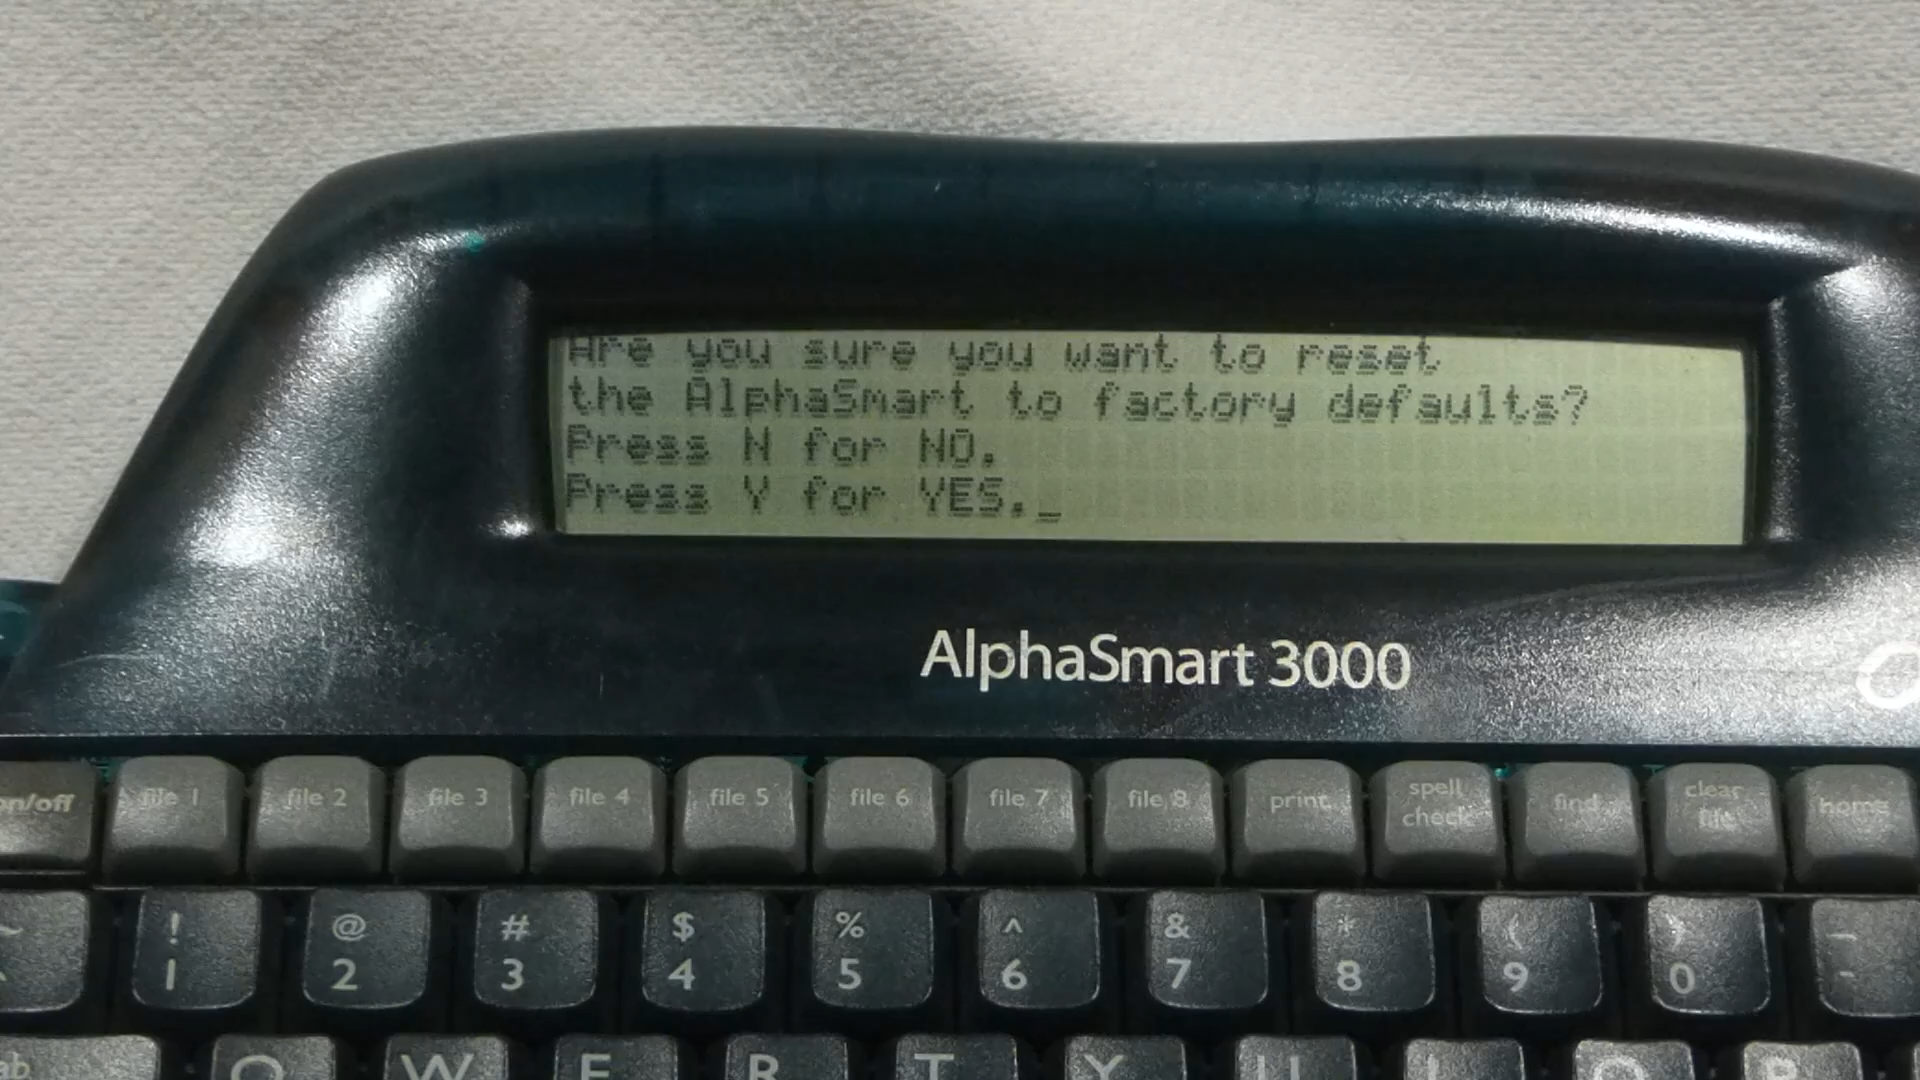 Are you sure you want to reset
the AlphaSmart to factory defaults?
Press N for NO.
Press Y for YES._
AlphaSmart 3000
on/off file 1 file 2 file 3 file 4 file 5 file 6 file 7 file 8 print spell check find clear file home
~ ! @ # $ % ^ & * ( ) _
` 1 2 3 4 5 6 7 8 9 0 -
tab Q W E R T Y U I O P